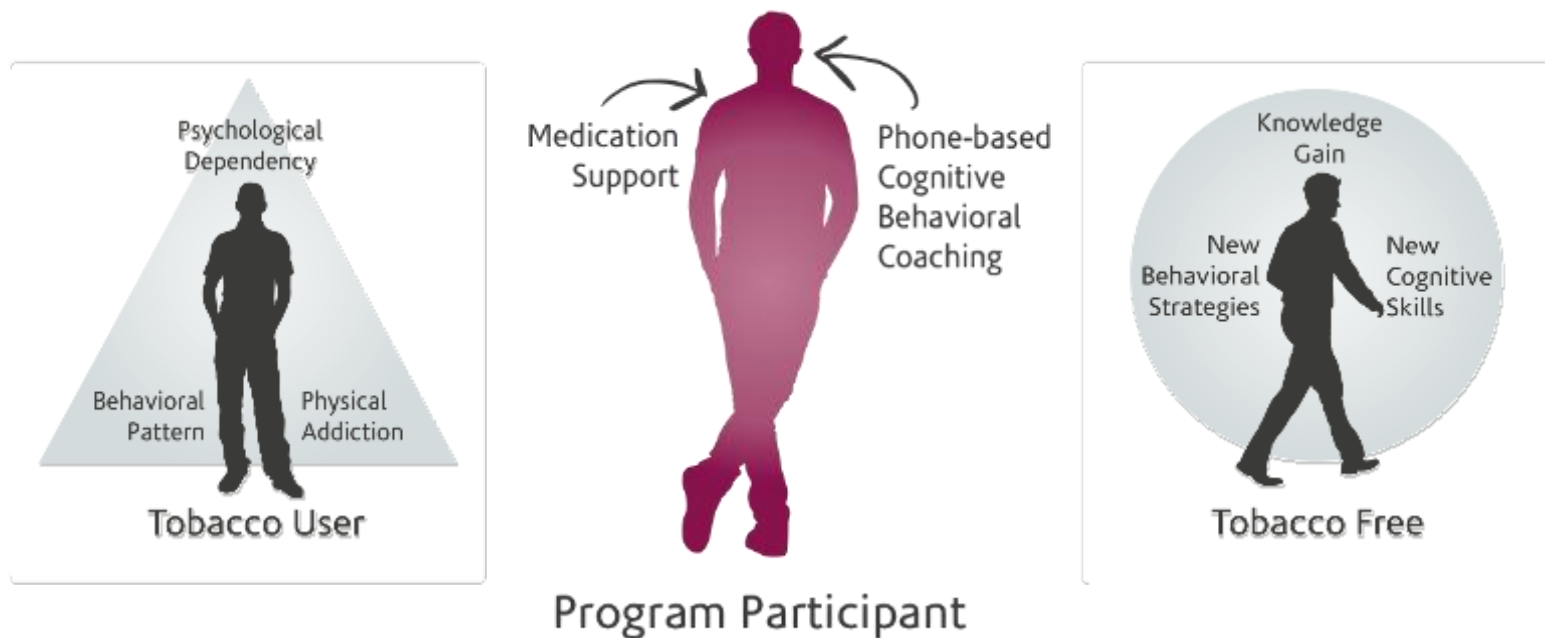 Psychological
Dependency
Behavioral
Pattern
Physical
Addiction
Tobacco User
Medication
Support
Phone-based
Cognitive
Behavioral
Coaching
Program Participant
Knowledge
Gain
New
Behavioral
Strategies
New
Cognitive
Skills
Tobacco Free